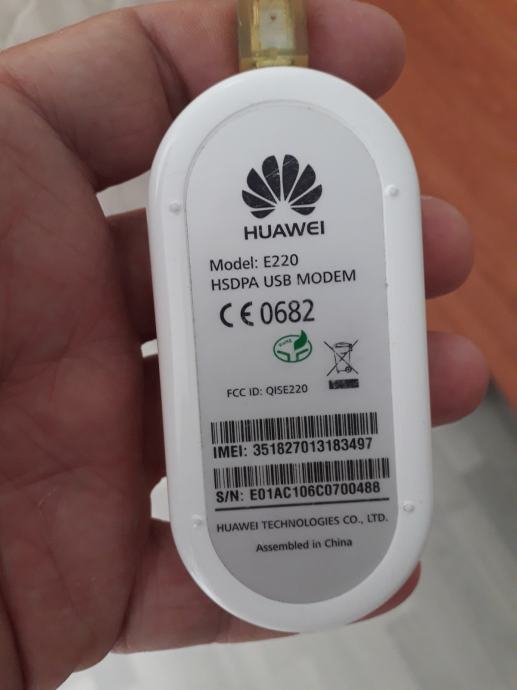 HUAWEI
Model: E220
HSDPA USB MODEM
CE 0682
FCC ID: QISE220
IMEI: 351827013183497
S/N: E01AC106C0700488
HUAWEI TECHNOLOGIES CO., LTD.
Assembled in China